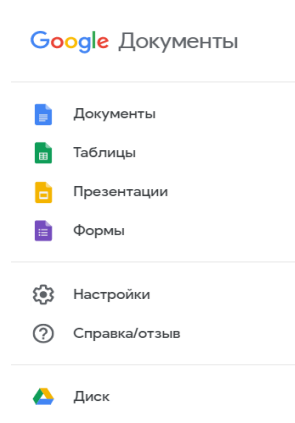 Google Документы
Документы
Таблицы
Презентации
Формы
Настройки
Справка/отзыв
Диск